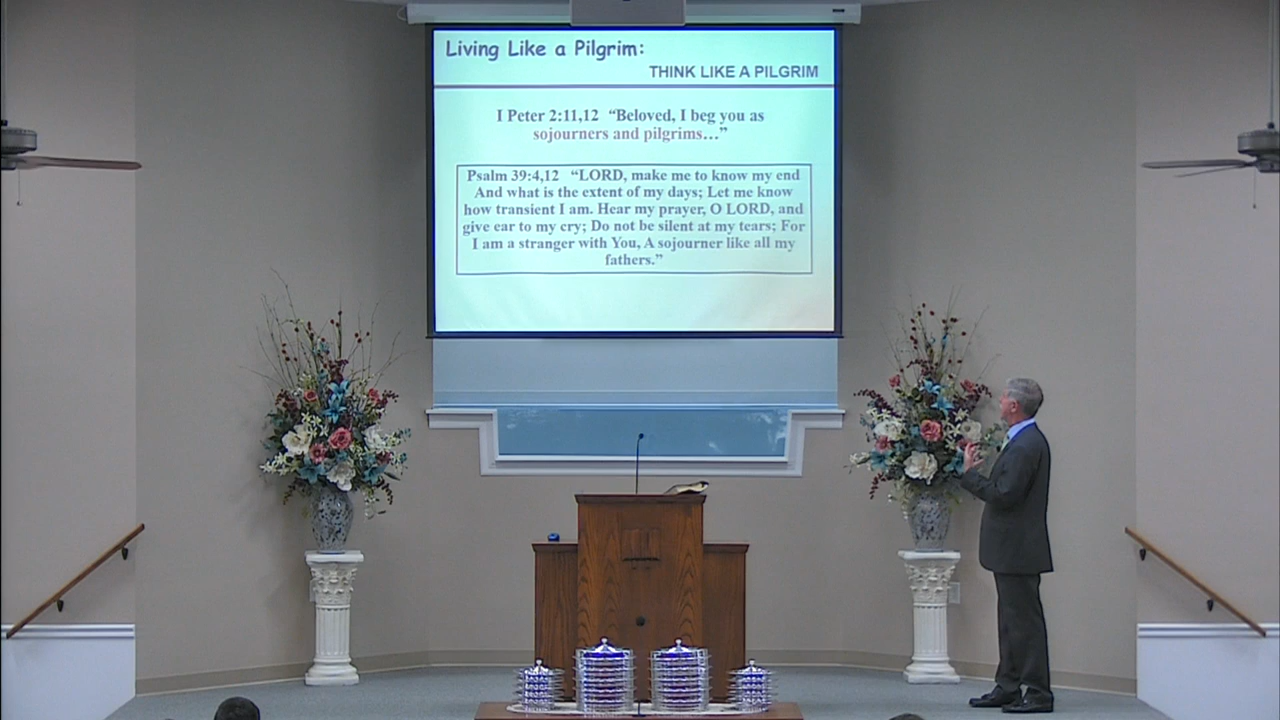 Living Like a Pilgrim:
THINK LIKE A PILGRIM
I Peter 2:11,12 “Beloved, I beg you as
sojourners and pilgrims...”
Psalm 39:4,12 “LORD, make me to know my end
And what is the extent of my days; Let me know
how transient I am. Hear my prayer, O LORD, and
give ear to my cry; Do not be silent at my tears; For
I am a stranger with You, A sojourner like all my
fathers.”